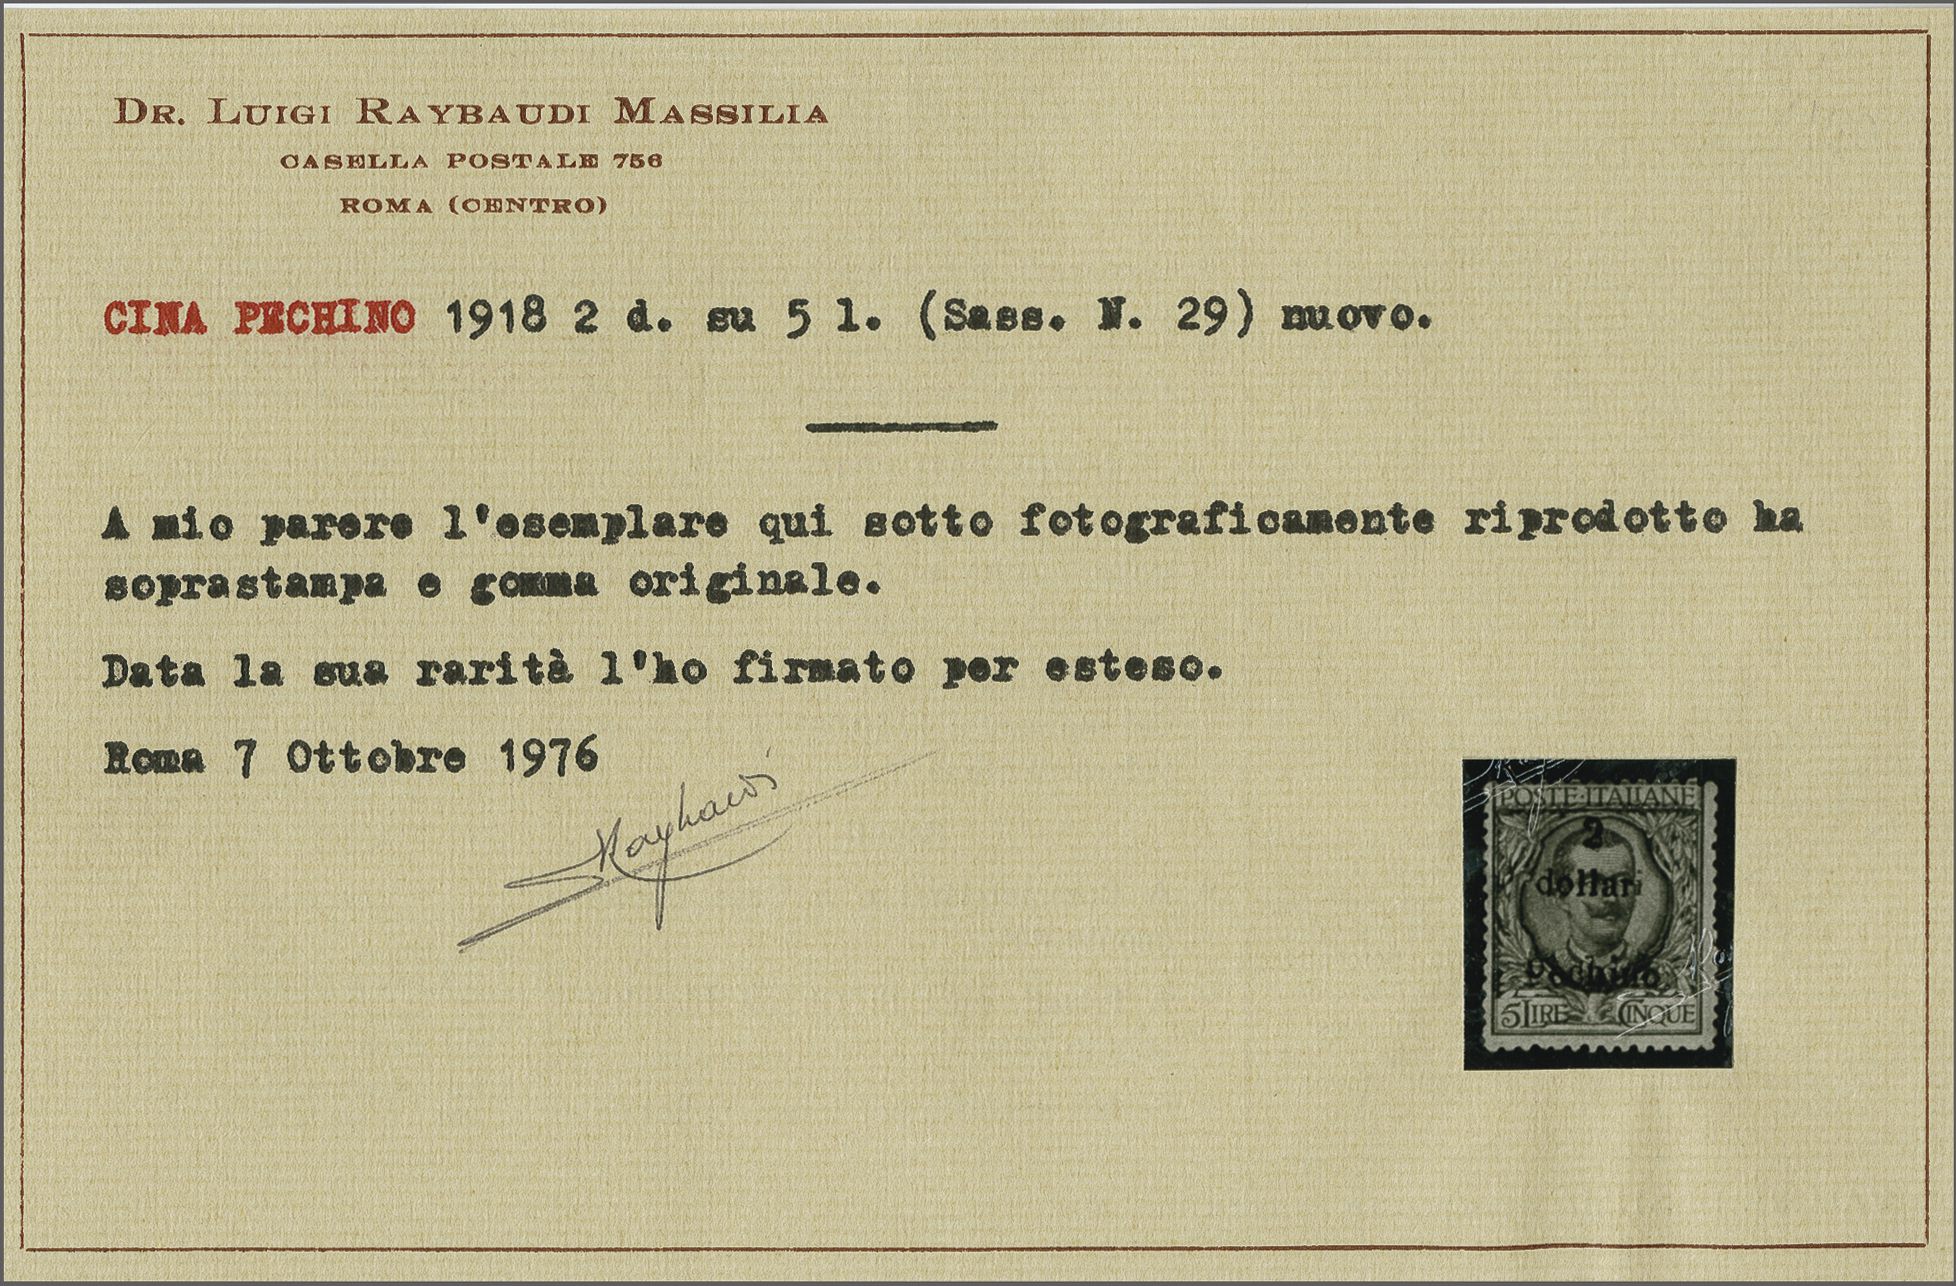 DR. LUIGI RAYBAUDI MASSILIA
CASELLA POSTALE 756
ROMA (CENTRO)
CINA PECHINO 1918 2 d. su 5 l. (Sass. N. 29) nuovo.
A mio parere l'esemplare qui sotto fotograficamente riprodotto ha
soprastampa e gomma originale.
Data la sua rarità l'ho firmato per esteso.
Roma 7 Ottobre 1976
Raybaudi
POSTE·ITALIANE
2
dollari
Pechino
5 LIRE CINQUE